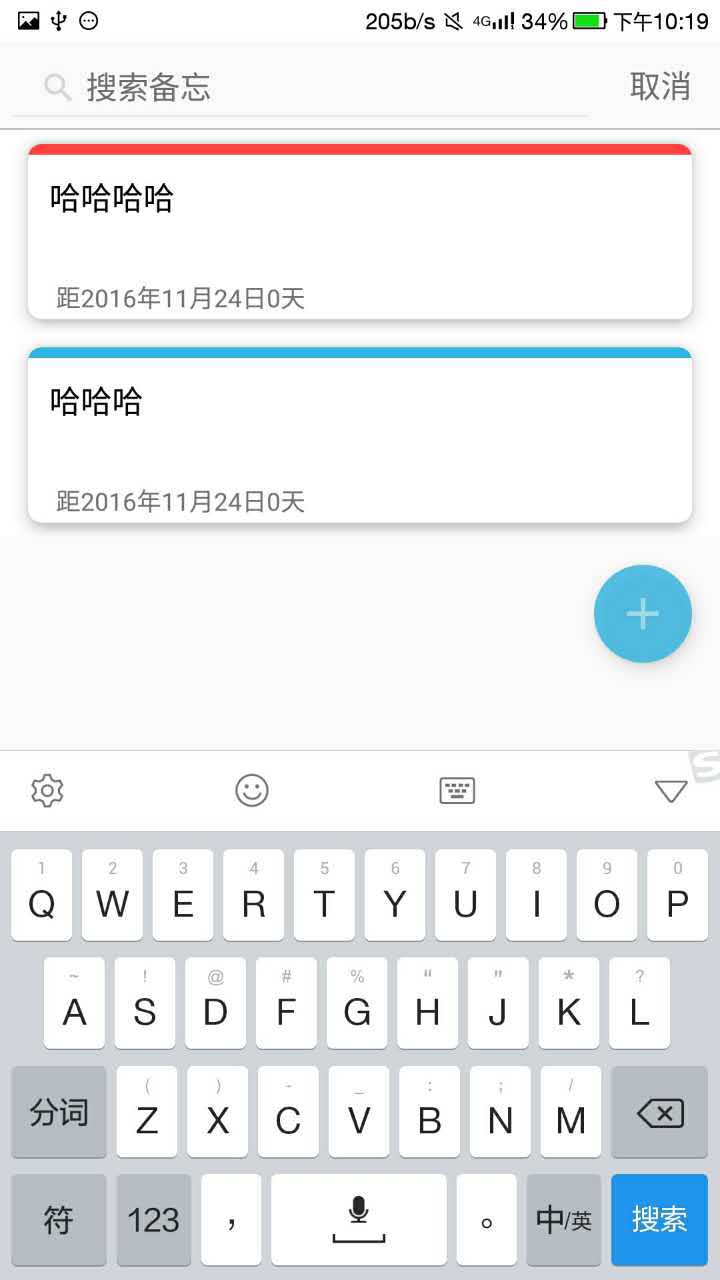 205b/s 4G 34% 下午10:19
搜索备忘 取消
哈哈哈哈
距2016年11月24日0天
哈哈哈
距2016年11月24日0天
S
1 2 3 4 5 6 7 8 9 0
Q W E R T Y U I O P
~ ! @ # % “ ” * ?
A S D F G H J K L
( ) - _ : ; /
分词 Z X C V B N M
符 123 ， 。 中/英 搜索